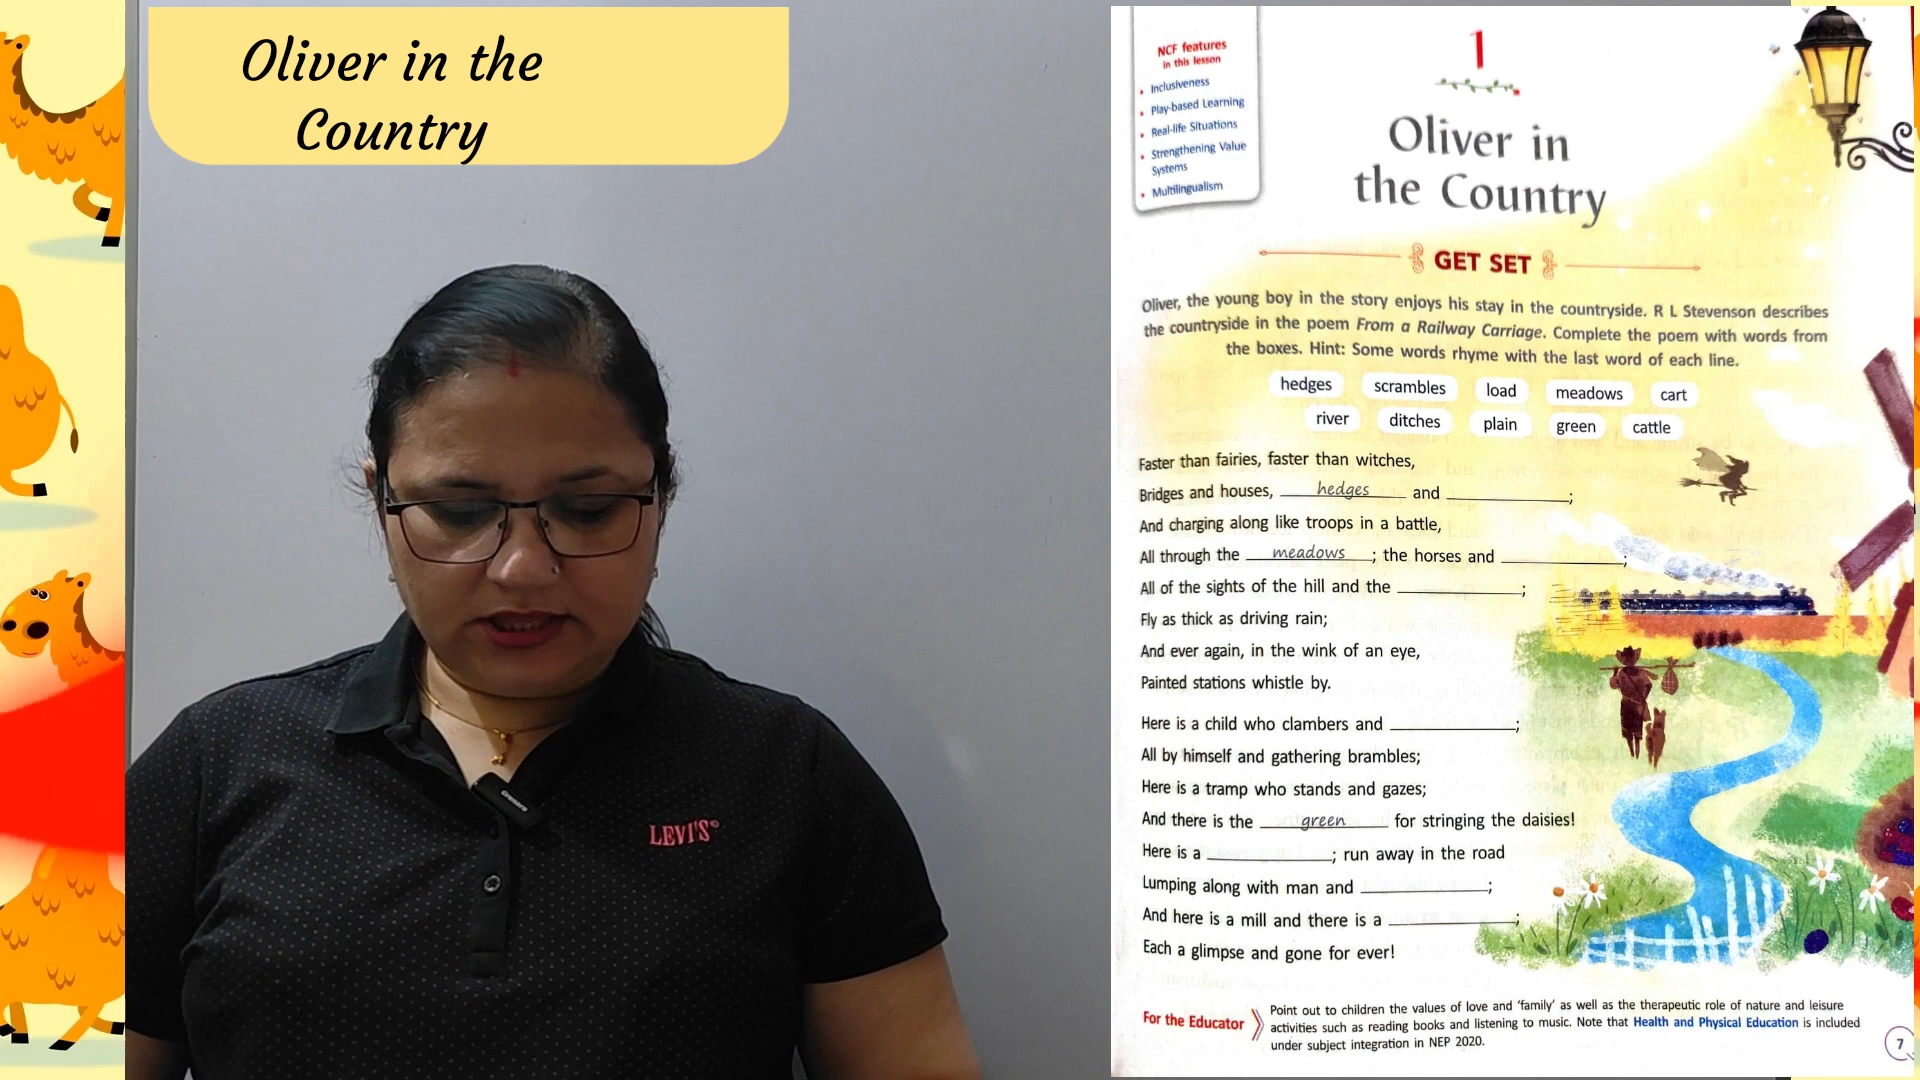 Oliver in the
Country
LEVI'S
NCF features
in this lesson
• Inclusiveness
• Play-based Learning
• Real-life Situations
• Strengthening Value
Systems
• Multilingualism
1
Oliver in
the Country
GET SET
Oliver, the young boy in the story enjoys his stay in the countryside. R L Stevenson describes
the countryside in the poem From a Railway Carriage. Complete the poem with words from
the boxes. Hint: Some words rhyme with the last word of each line.
hedges scrambles load meadows cart
river ditches plain green cattle
Faster than fairies, faster than witches,
Bridges and houses, hedges and ____________;
And charging along like troops in a battle,
All through the meadows; the horses and ____________;
All of the sights of the hill and the ____________;
Fly as thick as driving rain;
And ever again, in the wink of an eye,
Painted stations whistle by.
Here is a child who clambers and ____________;
All by himself and gathering brambles;
Here is a tramp who stands and gazes;
And there is the green for stringing the daisies!
Here is a ____________; run away in the road
Lumping along with man and ____________;
And here is a mill and there is a ____________;
Each a glimpse and gone for ever!
For the Educator
Point out to children the values of love and 'family' as well as the therapeutic role of nature and leisure
activities such as reading books and listening to music. Note that Health and Physical Education is included
under subject integration in NEP 2020.
7